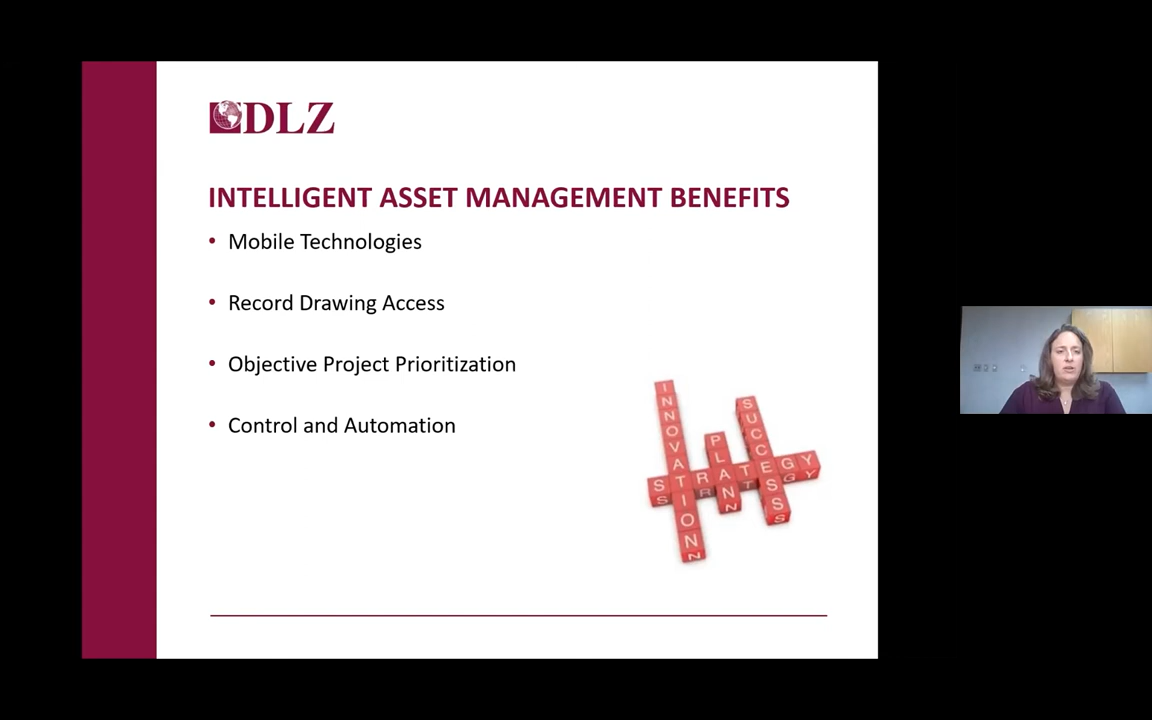 DLZ
INTELLIGENT ASSET MANAGEMENT BENEFITS
• Mobile Technologies
• Record Drawing Access
• Objective Project Prioritization
• Control and Automation
INNOVATION
PLAN
SUCCESS
STRATEGY